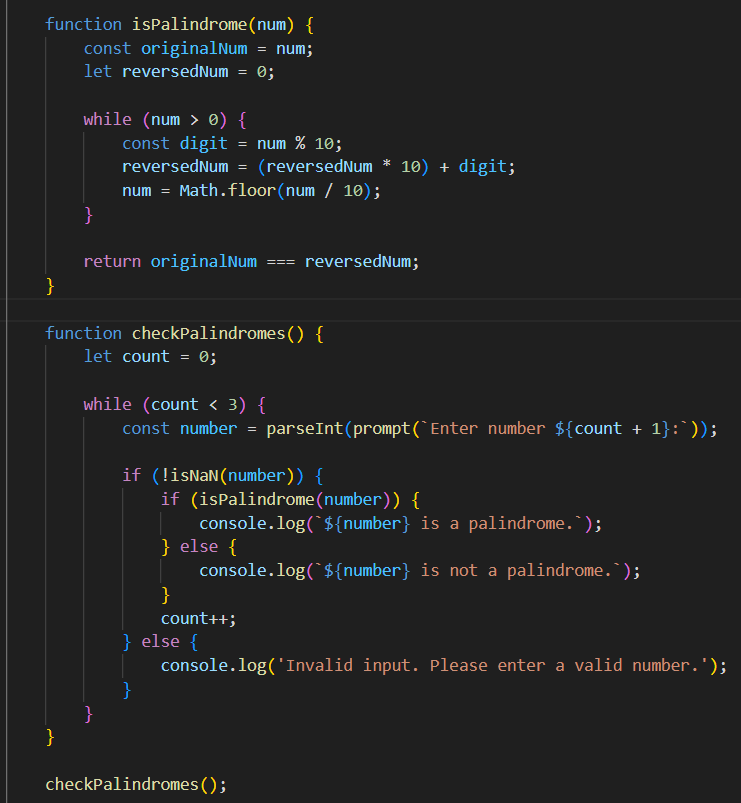 function isPalindrome(num) {
    const originalNum = num;
    let reversedNum = 0;

    while (num > 0) {
        const digit = num % 10;
        reversedNum = (reversedNum * 10) + digit;
        num = Math.floor(num / 10);
    }

    return originalNum === reversedNum;
}

function checkPalindromes() {
    let count = 0;

    while (count < 3) {
        const number = parseInt(prompt(`Enter number ${count + 1}:`));

        if (!isNaN(number)) {
            if (isPalindrome(number)) {
                console.log(`${number} is a palindrome.`);
            } else {
                console.log(`${number} is not a palindrome.`);
            }
            count++;
        } else {
            console.log('Invalid input. Please enter a valid number.');
        }
    }
}

checkPalindromes();